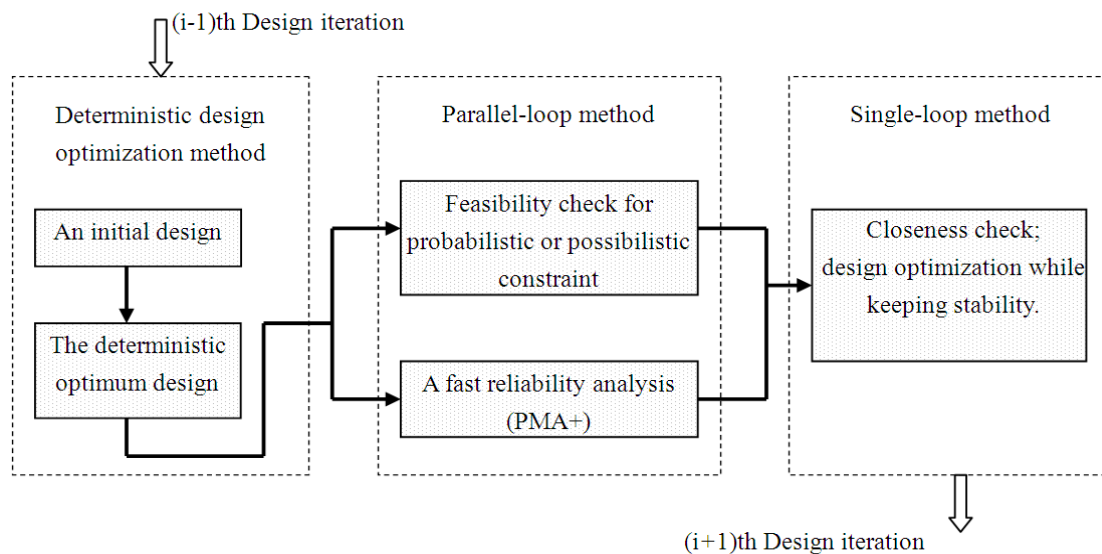 (i-1)th Design iteration
Deterministic design
optimization method
An initial design
The deterministic
optimum design
Parallel-loop method
Feasibility check for
probabilistic or possibilistic
constraint
A fast reliability analysis
(PMA+)
Single-loop method
Closeness check;
design optimization while
keeping stability.
(i+1)th Design iteration